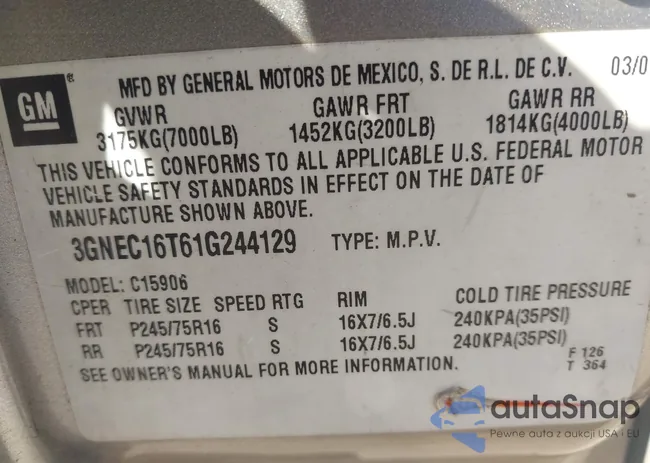 GM ® MFD BY GENERAL MOTORS DE MEXICO, S. DE R.L. DE C.V. 03/0
GVWR GAWR FRT GAWR RR
3175KG(7000LB) 1452KG(3200LB) 1814KG(4000LB)
THIS VEHICLE CONFORMS TO ALL APPLICABLE U.S. FEDERAL MOTOR
VEHICLE SAFETY STANDARDS IN EFFECT ON THE DATE OF
MANUFACTURE SHOWN ABOVE.
3GNEC16T61G244129 TYPE: M.P.V.
MODEL: C15906
CPER TIRE SIZE SPEED RTG RIM COLD TIRE PRESSURE
FRT P245/75R16 S 16X7/6.5J 240KPA(35PSI)
RR P245/75R16 S 16X7/6.5J 240KPA(35PSI)
SEE OWNER'S MANUAL FOR MORE INFORMATION.
F 126
T 364
autaSnap
Pewne auta z aukcji USA i EU